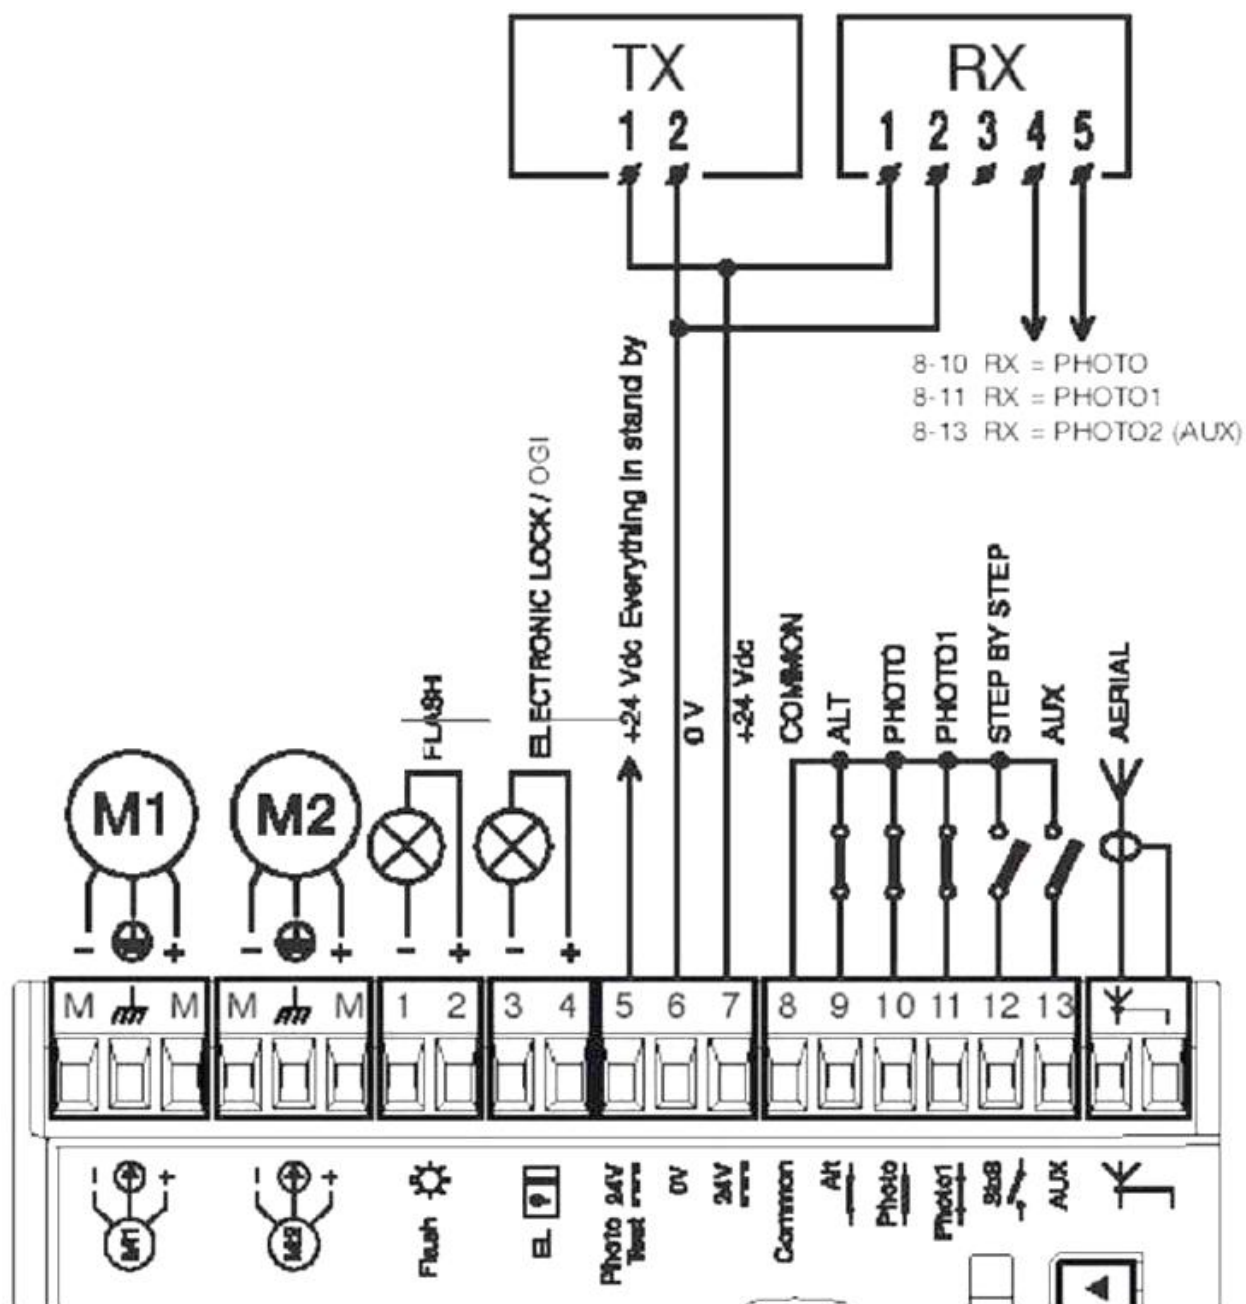 TX RX
1 2 1 2 3 4 5
8-10 RX = PHOTO
8-11 RX = PHOTO1
8-13 RX = PHOTO2 (AUX)
FLASH
ELECTRONIC LOCK / OGI
+24 Vdc Everything in stand by
0 V
+24 Vdc
COMMON
ALT
PHOTO
PHOTO1
STEP BY STEP
AUX
AERIAL
M1 M2
- + - + - + - +
M M M M 1 2 3 4 5 6 7 8 9 10 11 12 13
- + - +
M1
M2
Flash
EL
Photo 24V
Test
0V
24V
Common
Alt
Photo
Photo1
SbS
AUX